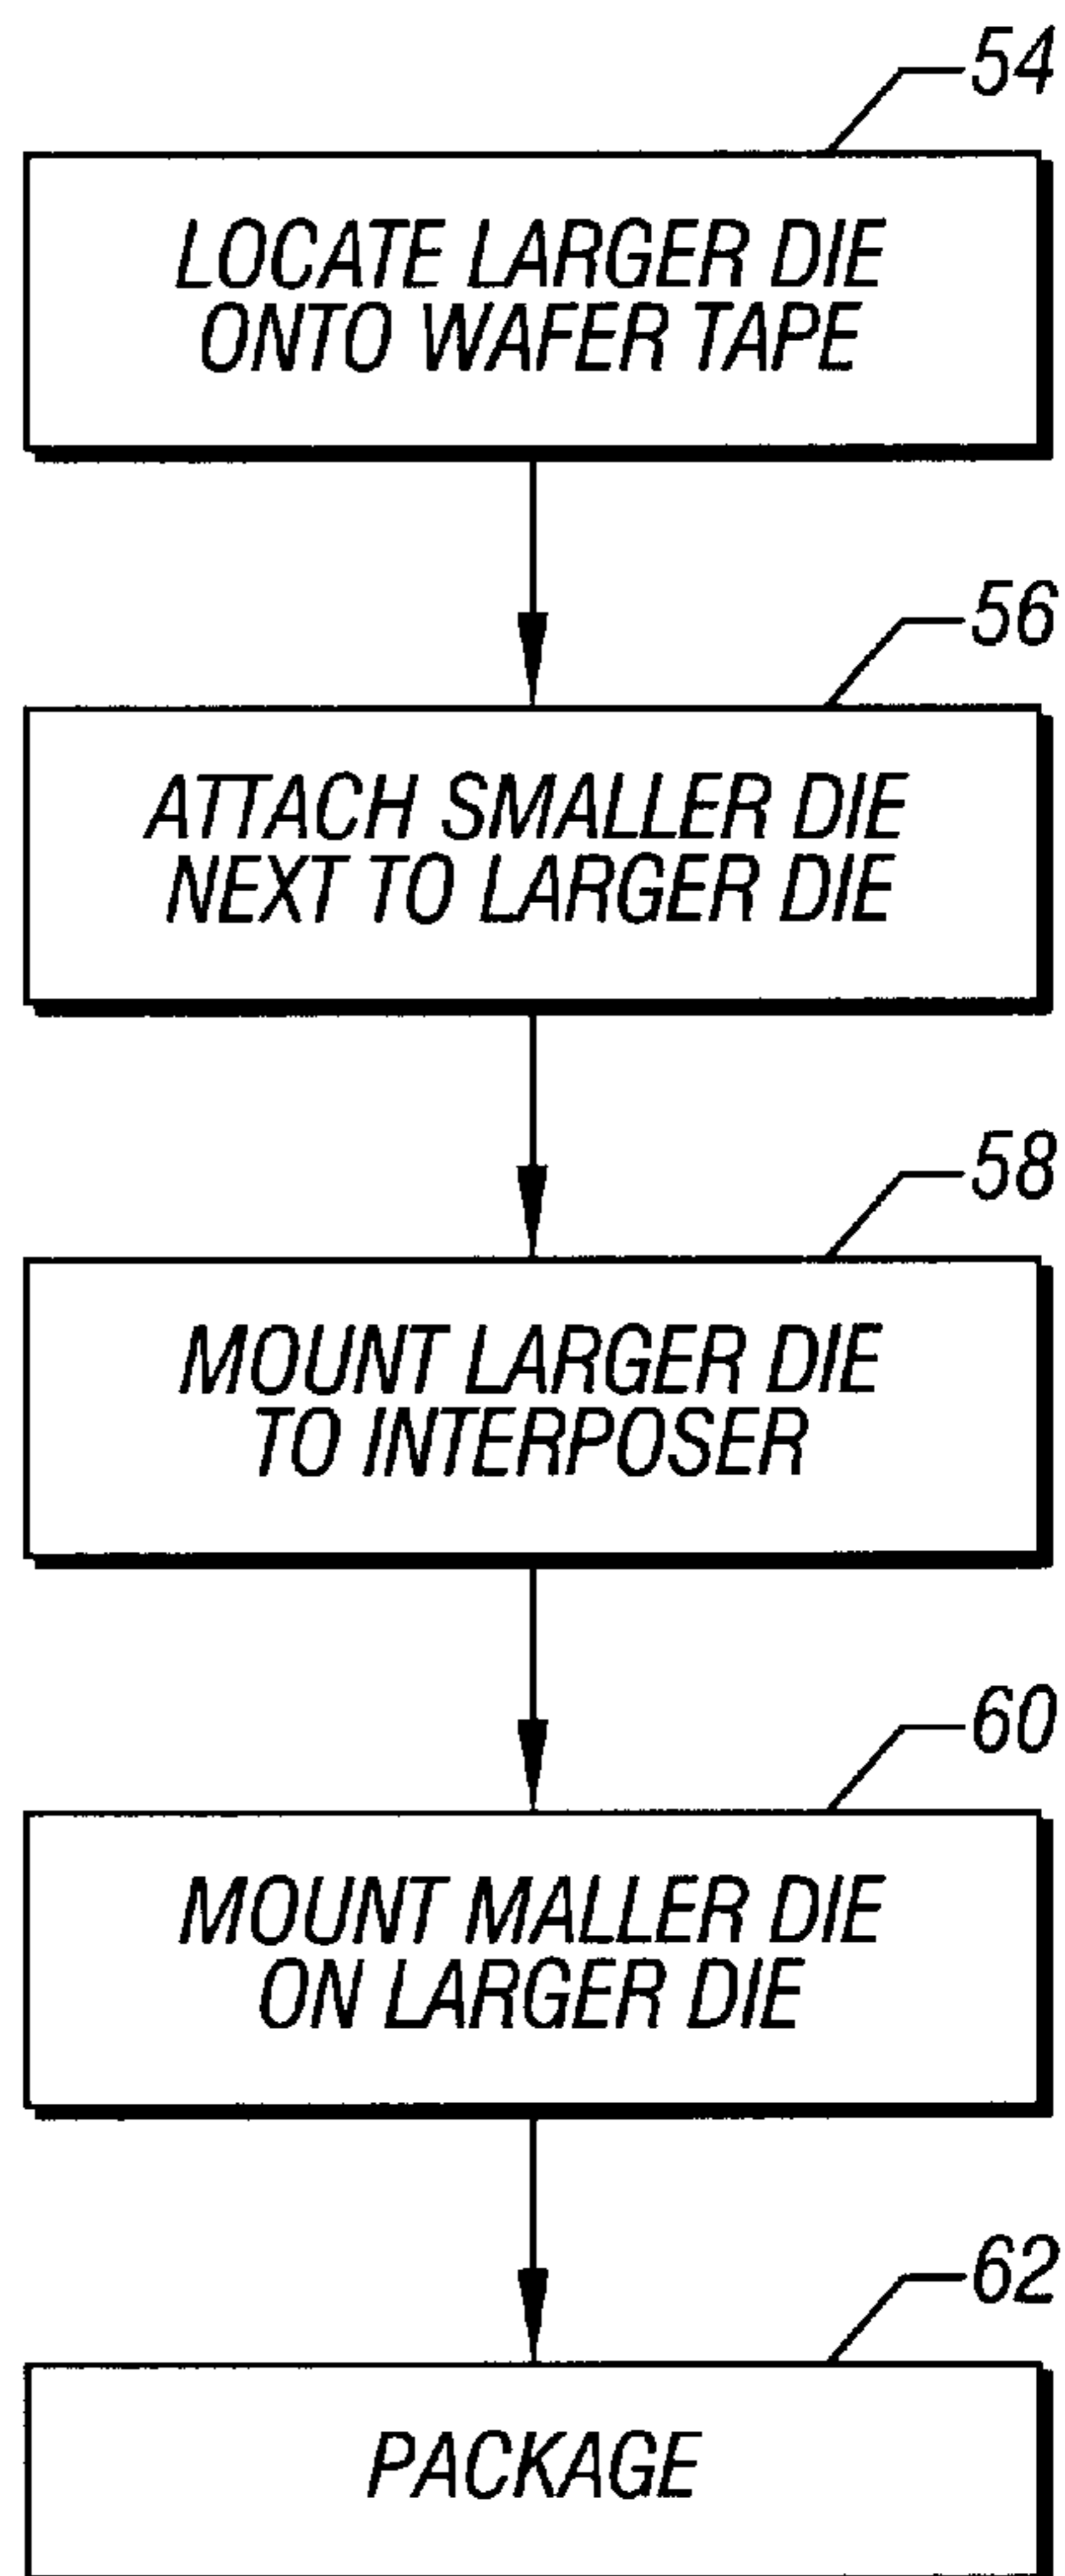 54
LOCATE LARGER DIE
ONTO WAFER TAPE
56
ATTACH SMALLER DIE
NEXT TO LARGER DIE
58
MOUNT LARGER DIE
TO INTERPOSER
60
MOUNT MALLER DIE
ON LARGER DIE
62
PACKAGE